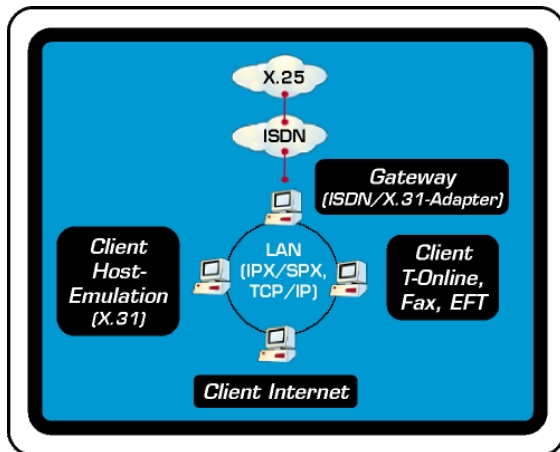 X.25
ISDN
Gateway
(ISDN/X.31-Adapter)
Client
Host-
Emulation
(X.31)
LAN
(IPX/SPX,
TCP/IP)
Client
T-Online,
Fax, EFT
Client Internet